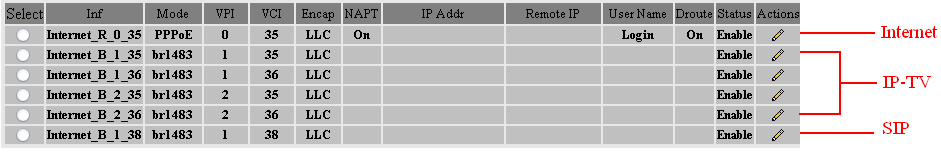 Select Inf Mode VPI VCI Encap NAPT IP Addr Remote IP User Name Droute Status Actions
Internet_R_0_35 PPPoE 0 35 LLC On Login On Enable Internet
Internet_B_1_35 br1483 1 35 LLC Enable
Internet_B_1_36 br1483 1 36 LLC Enable
IP-TV
Internet_B_2_35 br1483 2 35 LLC Enable
Internet_B_2_36 br1483 2 36 LLC Enable
Internet_B_1_38 br1483 1 38 LLC Enable SIP